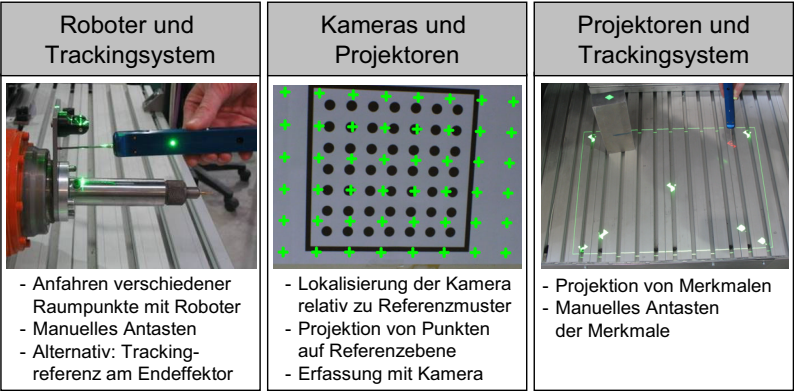 Roboter und
Trackingsystem
- Anfahren verschiedener
Raumpunkte mit Roboter
- Manuelles Antasten
- Alternativ: Tracking-
referenz am Endeffektor
Kameras und
Projektoren
- Lokalisierung der Kamera
relativ zu Referenzmuster
- Projektion von Punkten
auf Referenzebene
- Erfassung mit Kamera
Projektoren und
Trackingsystem
- Projektion von Merkmalen
- Manuelles Antasten
der Merkmale